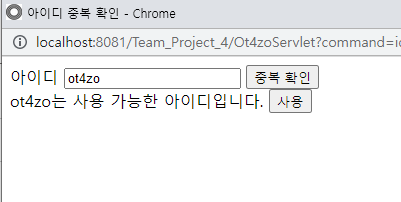 아이디 중복 확인 - Chrome
localhost:8081/Team_Project_4/Ot4zoServlet?command=
아이디 ot4zo 중복 확인
ot4zo는 사용 가능한 아이디입니다. 사용